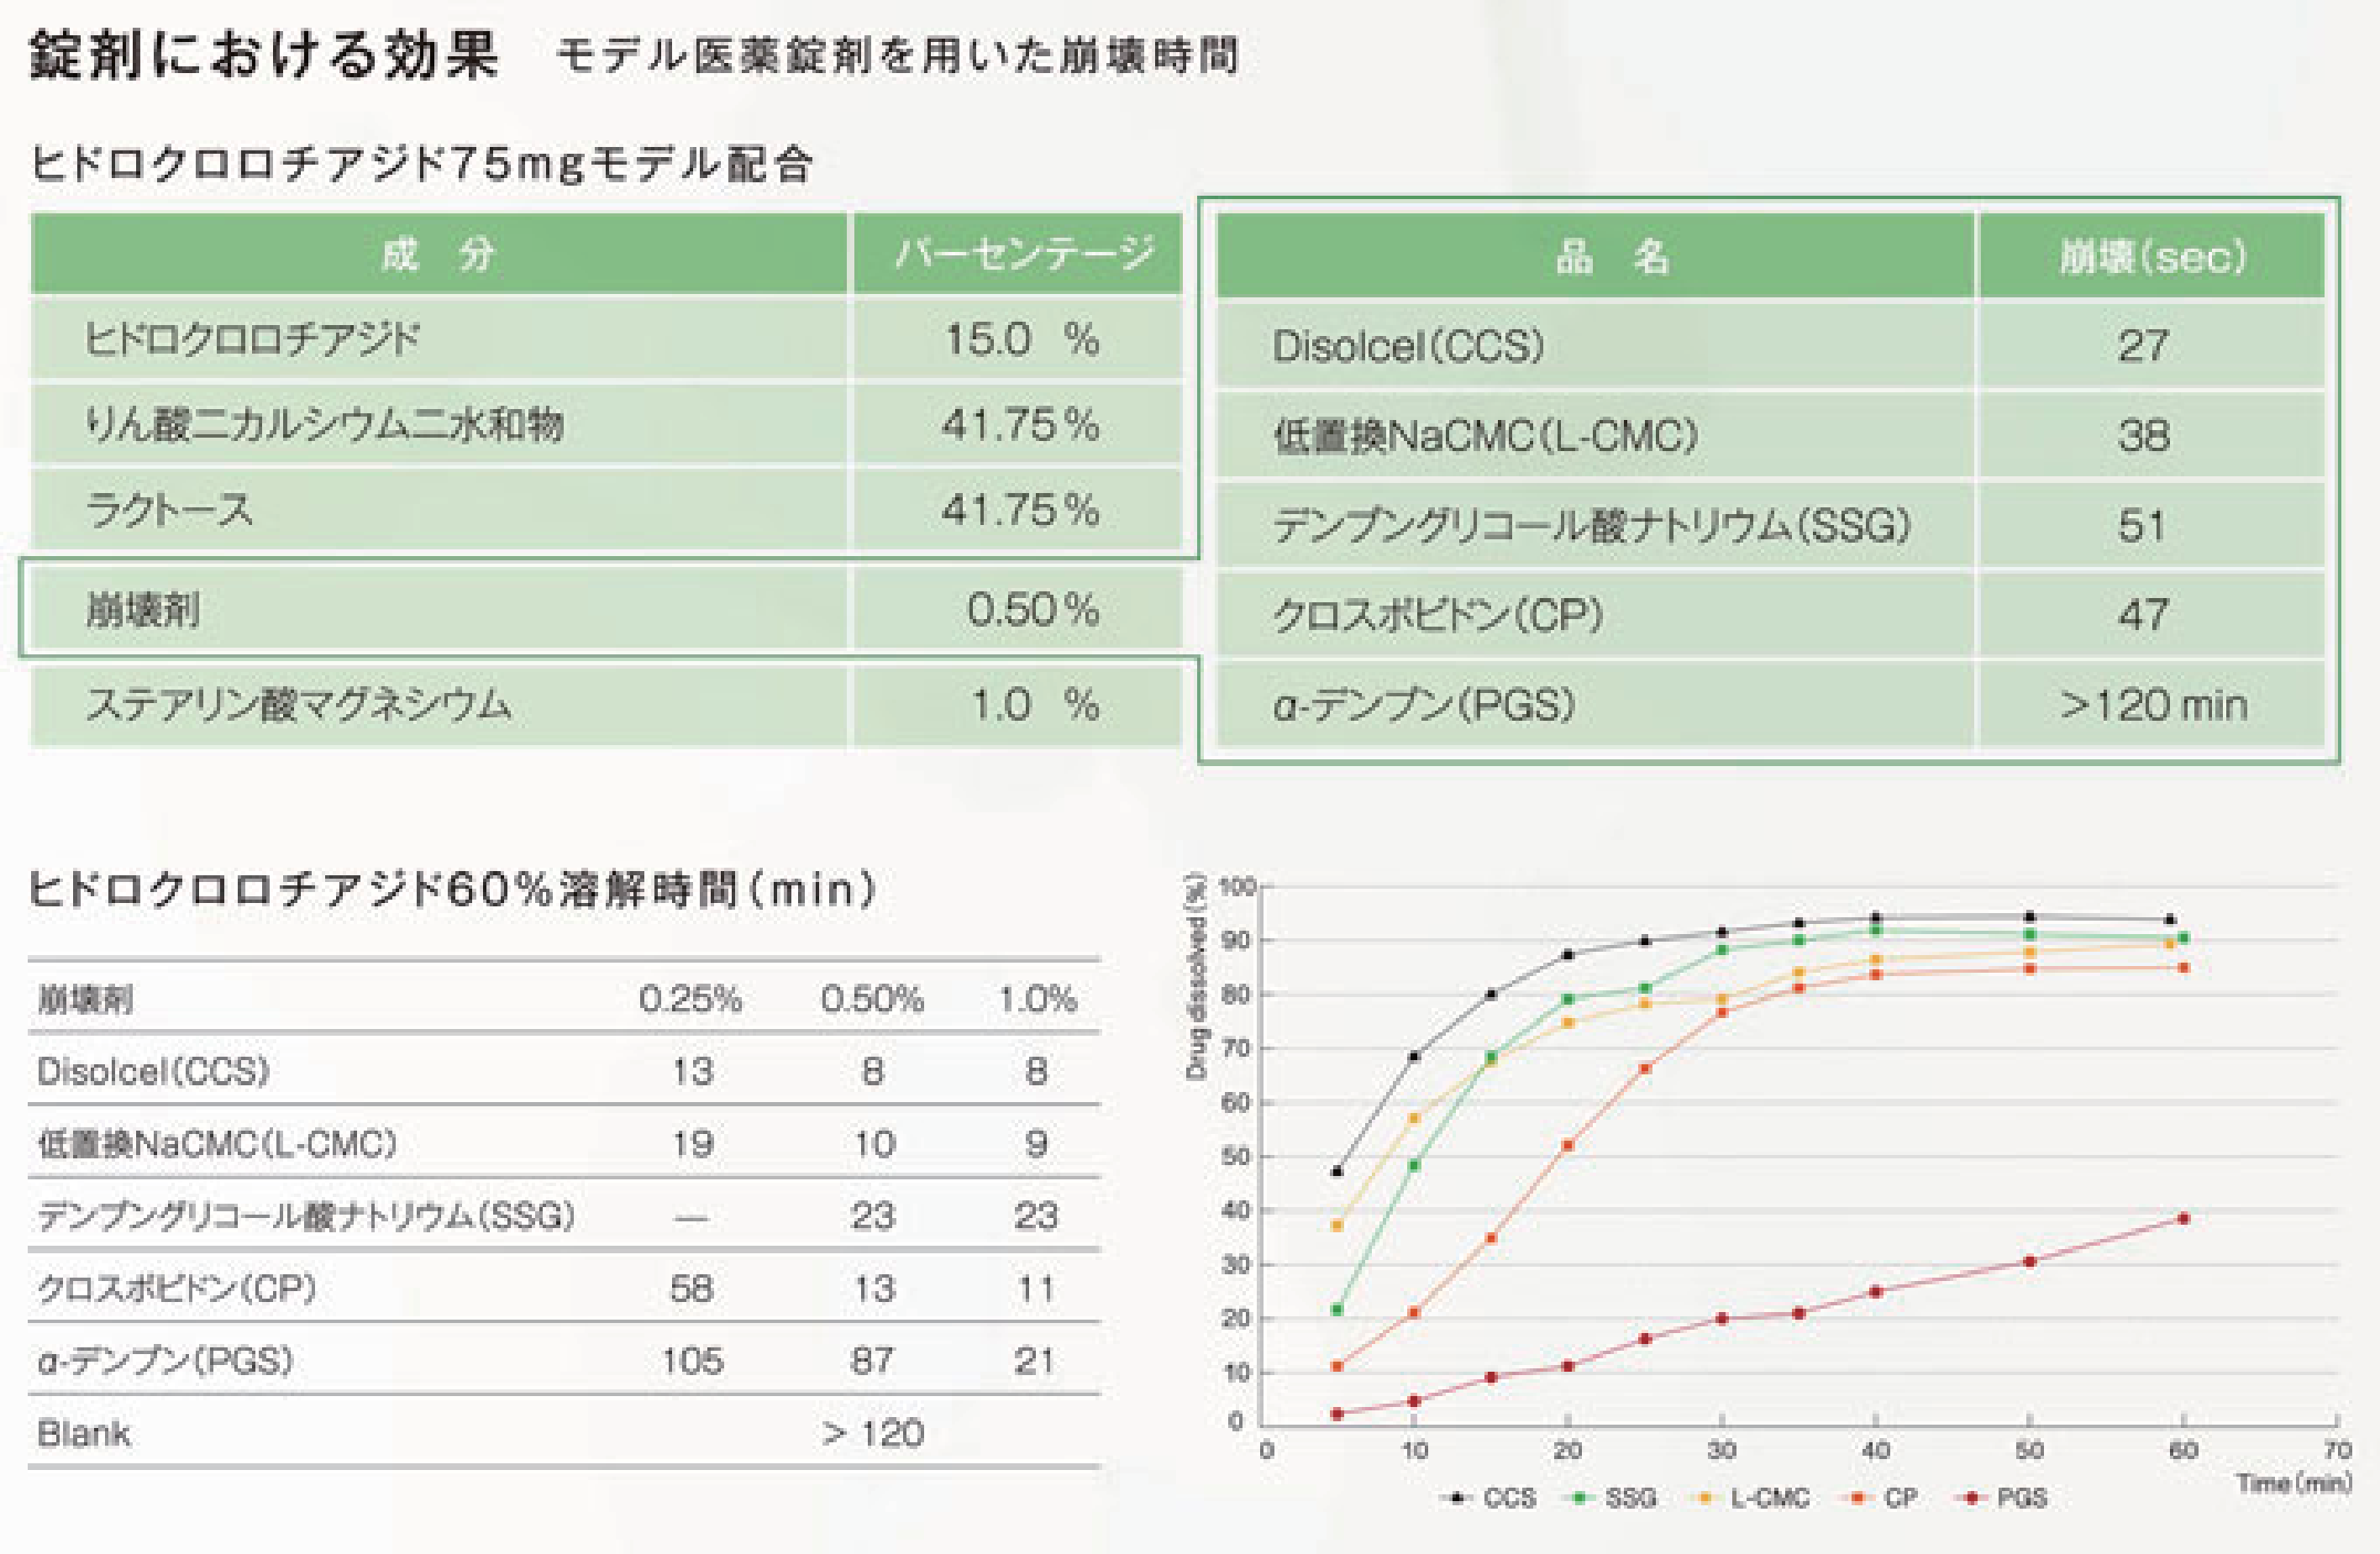 錠剤における効果 モデル医薬錠剤を用いた崩壊時間
ヒドロクロロチアジド75mgモデル配合
成 分 パーセンテージ
ヒドロクロロチアジド 15.0 %
りん酸二カルシウム二水和物 41.75%
ラクトース 41.75%
崩壊剤 0.50%
ステアリン酸マグネシウム 1.0 %
品 名 崩壊(sec)
Disolcel(CCS) 27
低置換NaCMC(L-CMC) 38
デンプングリコール酸ナトリウム(SSG) 51
クロスポビドン(CP) 47
α-デンプン(PGS) >120 min
ヒドロクロロチアジド60%溶解時間(min)
崩壊剤 0.25% 0.50% 1.0%
Disolcel(CCS) 13 8 8
低置換NaCMC(L-CMC) 19 10 9
デンプングリコール酸ナトリウム(SSG) — 23 23
クロスポビドン(CP) 58 13 11
α-デンプン(PGS) 105 87 21
Blank > 120
Drug dissolved(%)
100
90
80
70
60
50
40
30
20
10
0
0 10 20 30 40 50 60 70
Time(min)
CCS SSG L-CMC CP PGS